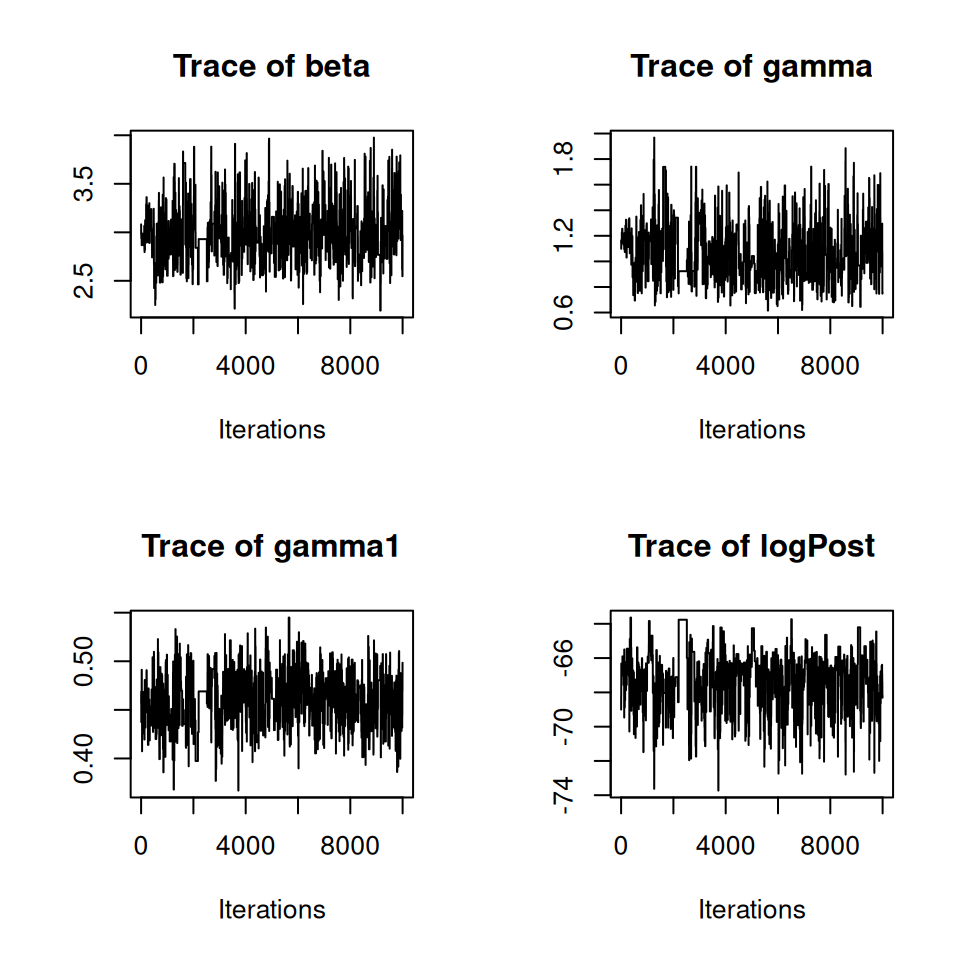 Trace of beta
3.5
2.5
0 4000 8000
Iterations
Trace of gamma
1.8
1.2
0.6
0 4000 8000
Iterations
Trace of gamma1
0.50
0.40
0 4000 8000
Iterations
Trace of logPost
-66
-70
-74
0 4000 8000
Iterations